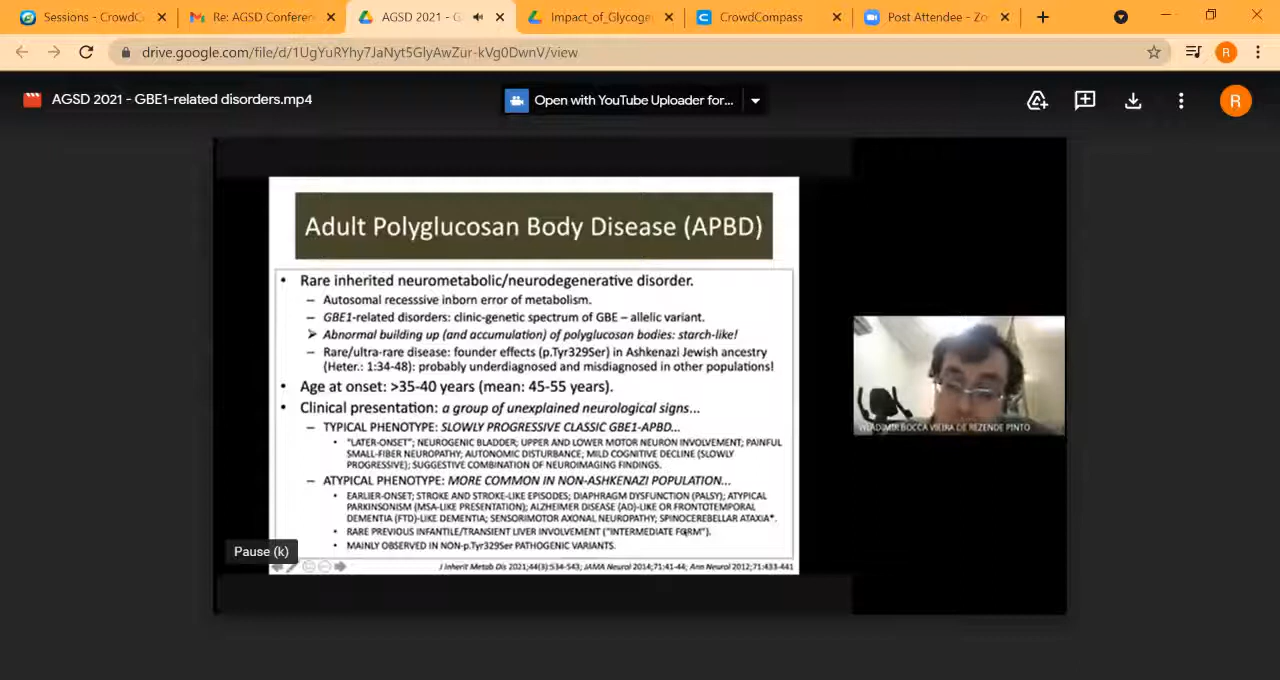 Sessions - CrowdC
Re: AGSD Conferen
AGSD 2021 - G
Impact_of_Glycoge
CrowdCompass
Post Attendee - Zo
drive.google.com/file/d/1UgYuRYhy7JaNyt5GlyAwZur-kVg0DwnV/view
R
AGSD 2021 - GBE1-related disorders.mp4
Open with YouTube Uploader for...
R
Adult Polyglucosan Body Disease (APBD)
• Rare inherited neurometabolic/neurodegenerative disorder.
– Autosomal recesssive inborn error of metabolism.
– GBE1-related disorders: clinic-genetic spectrum of GBE – allelic variant.
➤ Abnormal building up (and accumulation) of polyglucosan bodies: starch-like!
– Rare/ultra-rare disease: founder effects (p.Tyr329Ser) in Ashkenazi Jewish ancestry
(Heter.: 1:34-48): probably underdiagnosed and misdiagnosed in other populations!
• Age at onset: >35-40 years (mean: 45-55 years).
• Clinical presentation: a group of unexplained neurological signs...
– TYPICAL PHENOTYPE: SLOWLY PROGRESSIVE CLASSIC GBE1-APBD...
• "LATER-ONSET"; NEUROGENIC BLADDER; UPPER AND LOWER MOTOR NEURON INVOLVEMENT; PAINFUL
SMALL-FIBER NEUROPATHY; AUTONOMIC DISTURBANCE; MILD COGNITIVE DECLINE (SLOWLY
PROGRESSIVE); SUGGESTIVE COMBINATION OF NEUROIMAGING FINDINGS.
– ATYPICAL PHENOTYPE: MORE COMMON IN NON-ASHKENAZI POPULATION...
• EARLIER-ONSET; STROKE AND STROKE-LIKE EPISODES; DIAPHRAGM DYSFUNCTION (PALSY); ATYPICAL
PARKINSONISM (MSA-LIKE PRESENTATION); ALZHEIMER DISEASE (AD)-LIKE OR FRONTOTEMPORAL
DEMENTIA (FTD)-LIKE DEMENTIA; SENSORIMOTOR AXONAL NEUROPATHY; SPINOCEREBELLAR ATAXIA*.
• RARE PREVIOUS INFANTILE/TRANSIENT LIVER INVOLVEMENT ("INTERMEDIATE FORM").
• MAINLY OBSERVED IN NON-p.Tyr329Ser PATHOGENIC VARIANTS.
J Inherit Metab Dis 2021;44(3):534-543; JAMA Neurol 2014;71:41-44; Ann Neurol 2012;71:433-441
WLADIMIR BOCCA VIEIRA DE REZENDE PINTO
Pause (k)